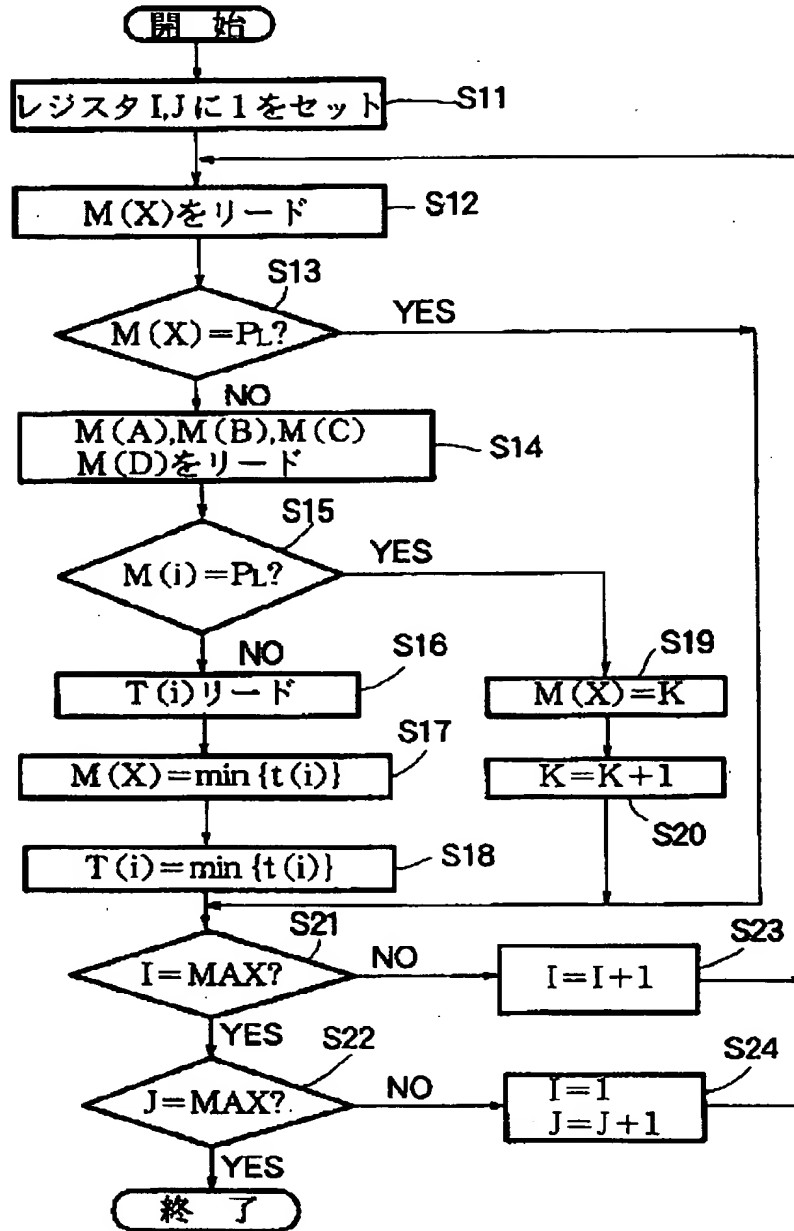 開始
レジスタI,Jに1をセット
S11
M(X)をリード
S12
S13
M(X)=PL?
YES
NO
M(A),M(B),M(C)
M(D)をリード
S14
S15
M(i)=PL?
YES
NO
T(i)リード
S16
M(X)=K
S19
M(X)=min{t(i)}
S17
K=K+1
S20
T(i)=min{t(i)}
S18
S21
I=MAX?
NO
I=I+1
S23
YES
S22
J=MAX?
NO
I=1
J=J+1
S24
YES
終了